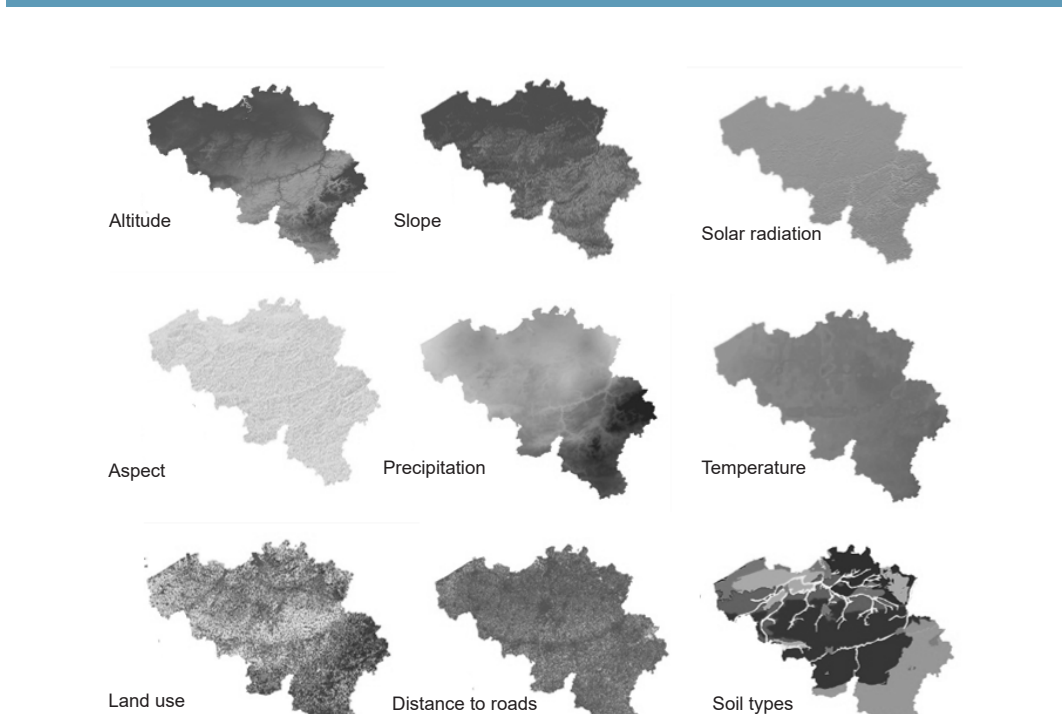 Altitude
Slope
Solar radiation
Aspect
Precipitation
Temperature
Land use
Distance to roads
Soil types